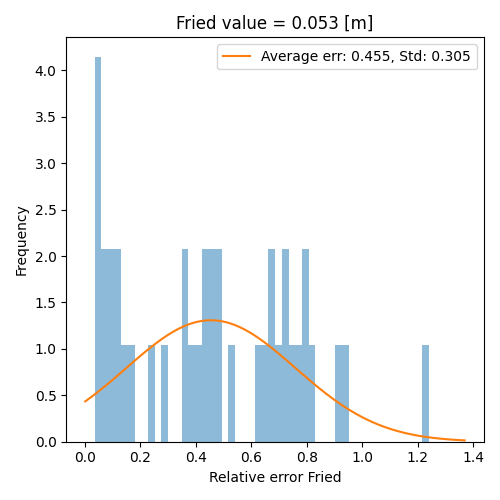 Fried value = 0.053 [m]
Average err: 0.455, Std: 0.305
Frequency
4.0
3.5
3.0
2.5
2.0
1.5
1.0
0.5
0.0
0.0 0.2 0.4 0.6 0.8 1.0 1.2 1.4
Relative error Fried